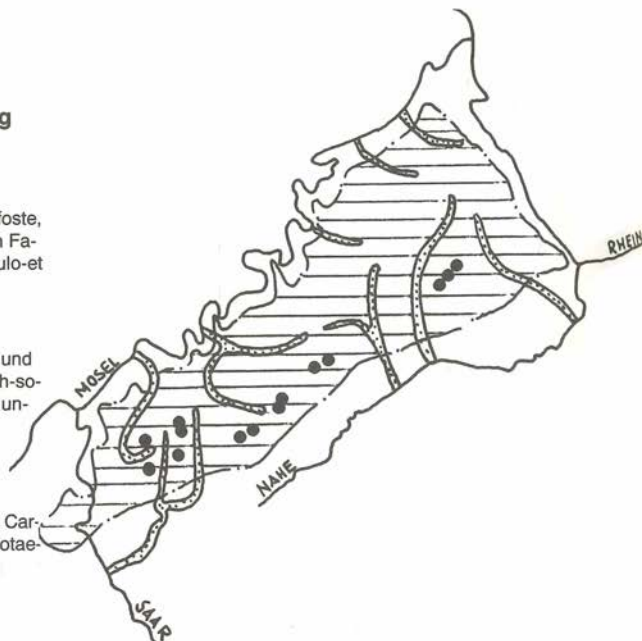 g
foste,
n Fa-
ulo-et
und
h-so-
un-
Car-
otae-
RHEIN
MOSEL
NAHE
SAAR